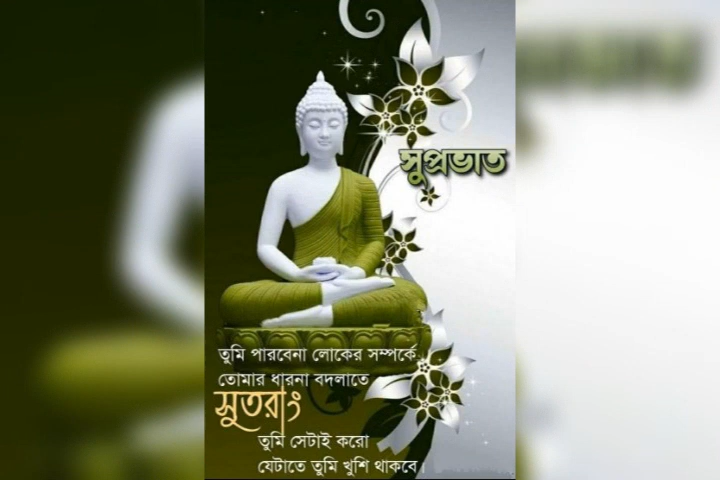 সুপ্রভাত
তুমি পারবেনা লোকের সম্পর্কে
তোমার ধারনা বদলাতে
সুতরাং
তুমি সেটাই করো
যেটাতে তুমি খুশি থাকবে।